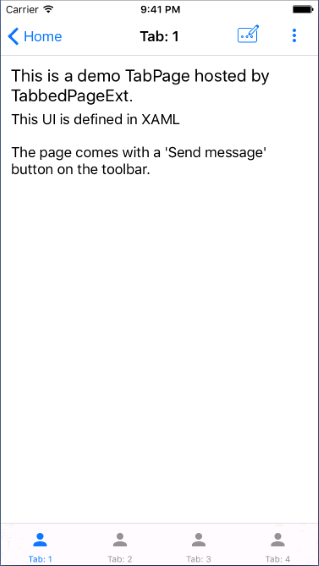 Carrier 9:41 PM
Home Tab: 1
This is a demo TabPage hosted by
TabbedPageExt.
This UI is defined in XAML
The page comes with a 'Send message'
button on the toolbar.
Tab: 1 Tab: 2 Tab: 3 Tab: 4